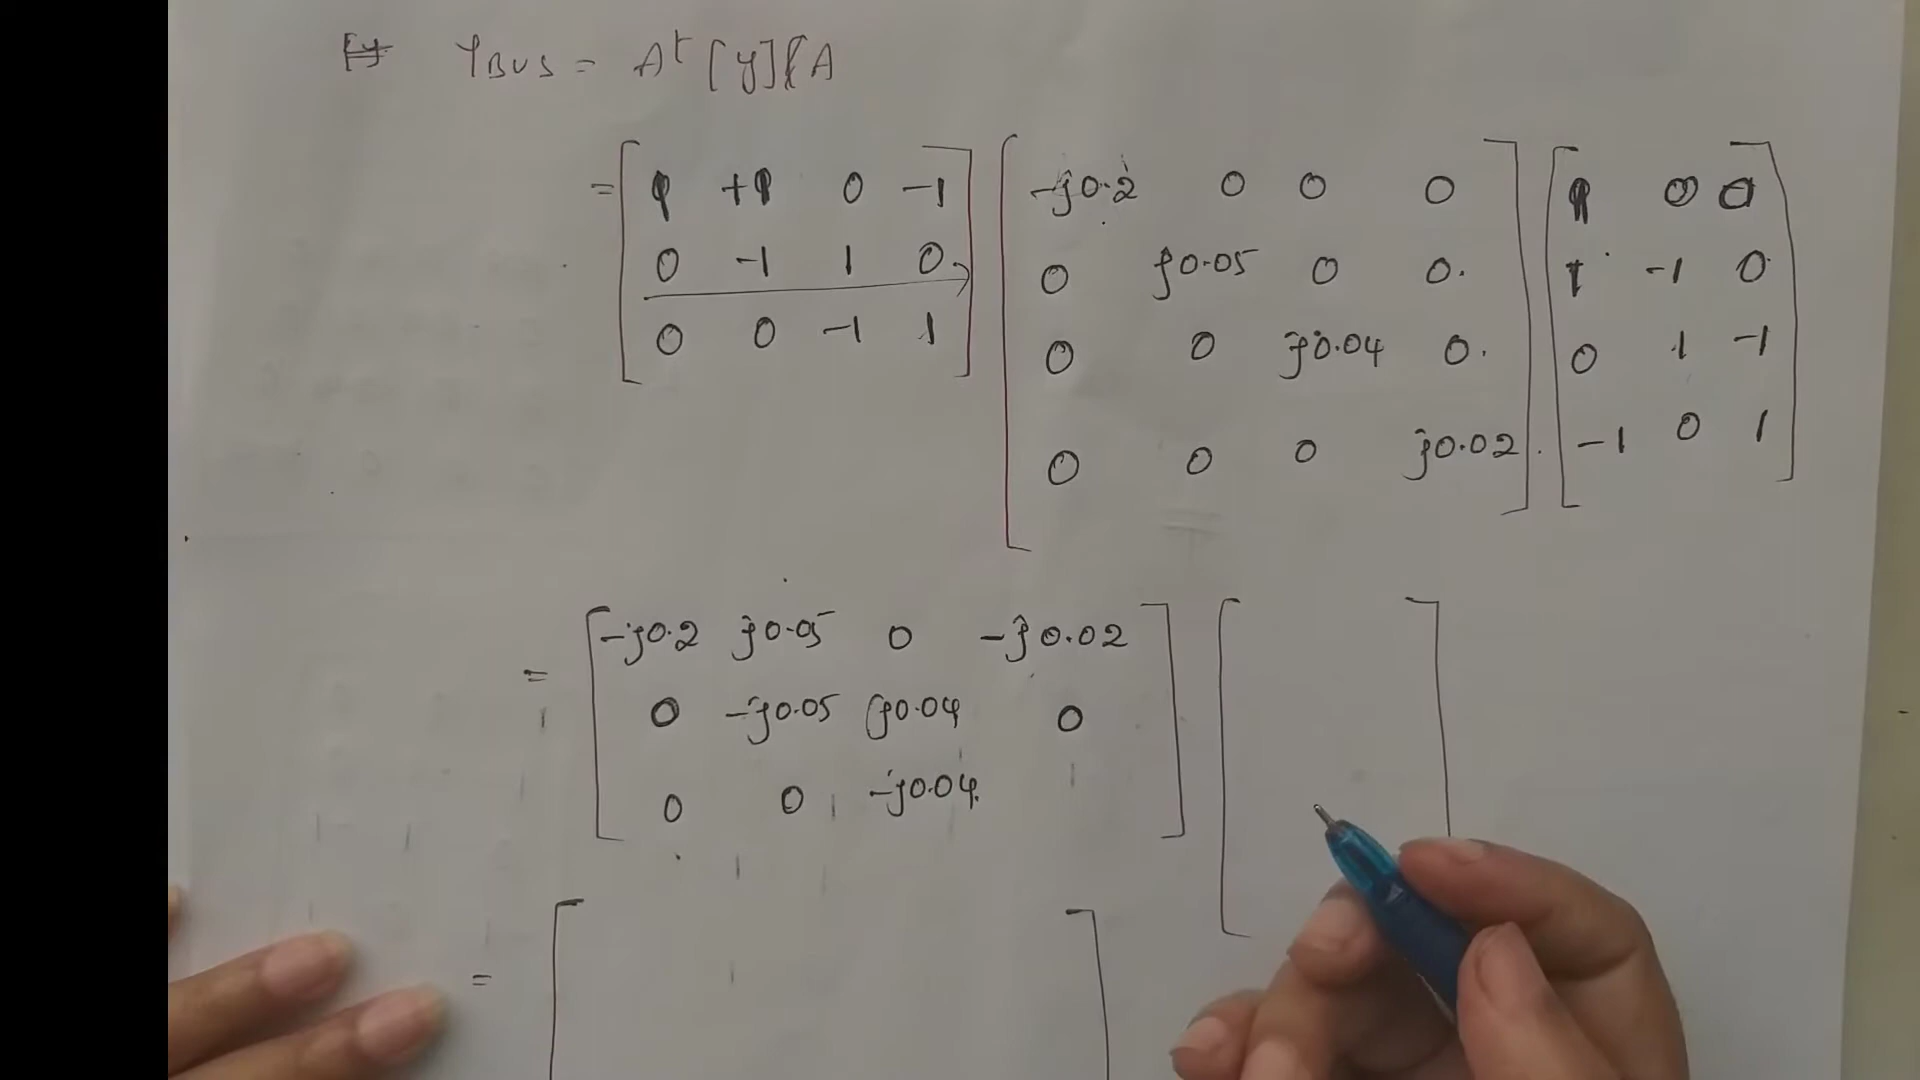 YBUS = At [y] A
= [ 1 +1 0 -1 ] [ -j0.2 0 0 0 ] [ 1 0 0 ]
0 -1 1 0 0 j0.05 0 0. 1 -1 0
0 0 -1 1 0 0 j0.04 0. 0 1 -1
0 0 0 j0.02 -1 0 1
= [ -j0.2 j0.05 0 -j0.02 ] [ ]
0 -j0.05 j0.04 0
0 0 -j0.04
= [ ]